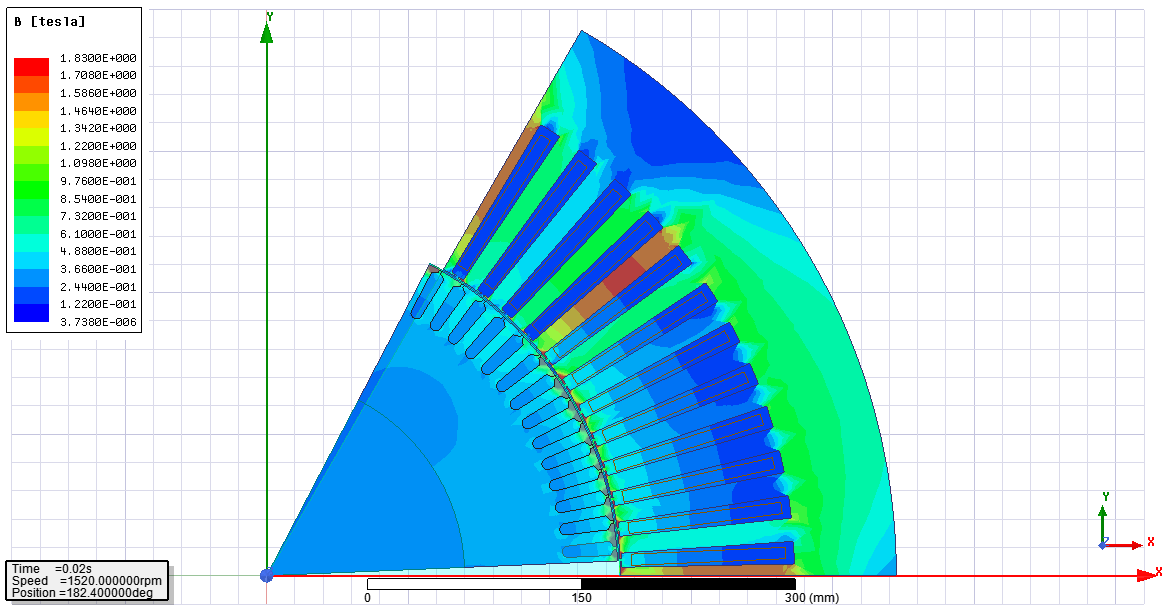 B [tesla]
1.8300E+000
1.7080E+000
1.5860E+000
1.4640E+000
1.3420E+000
1.2200E+000
1.0980E+000
9.7600E-001
8.5400E-001
7.3200E-001
6.1000E-001
4.8800E-001
3.6600E-001
2.4400E-001
1.2200E-001
3.7380E-006
Y
Y
X
Z
X
Time =0.02s
Speed =1520.000000rpm
Position =182.400000deg
0 150 300 (mm)